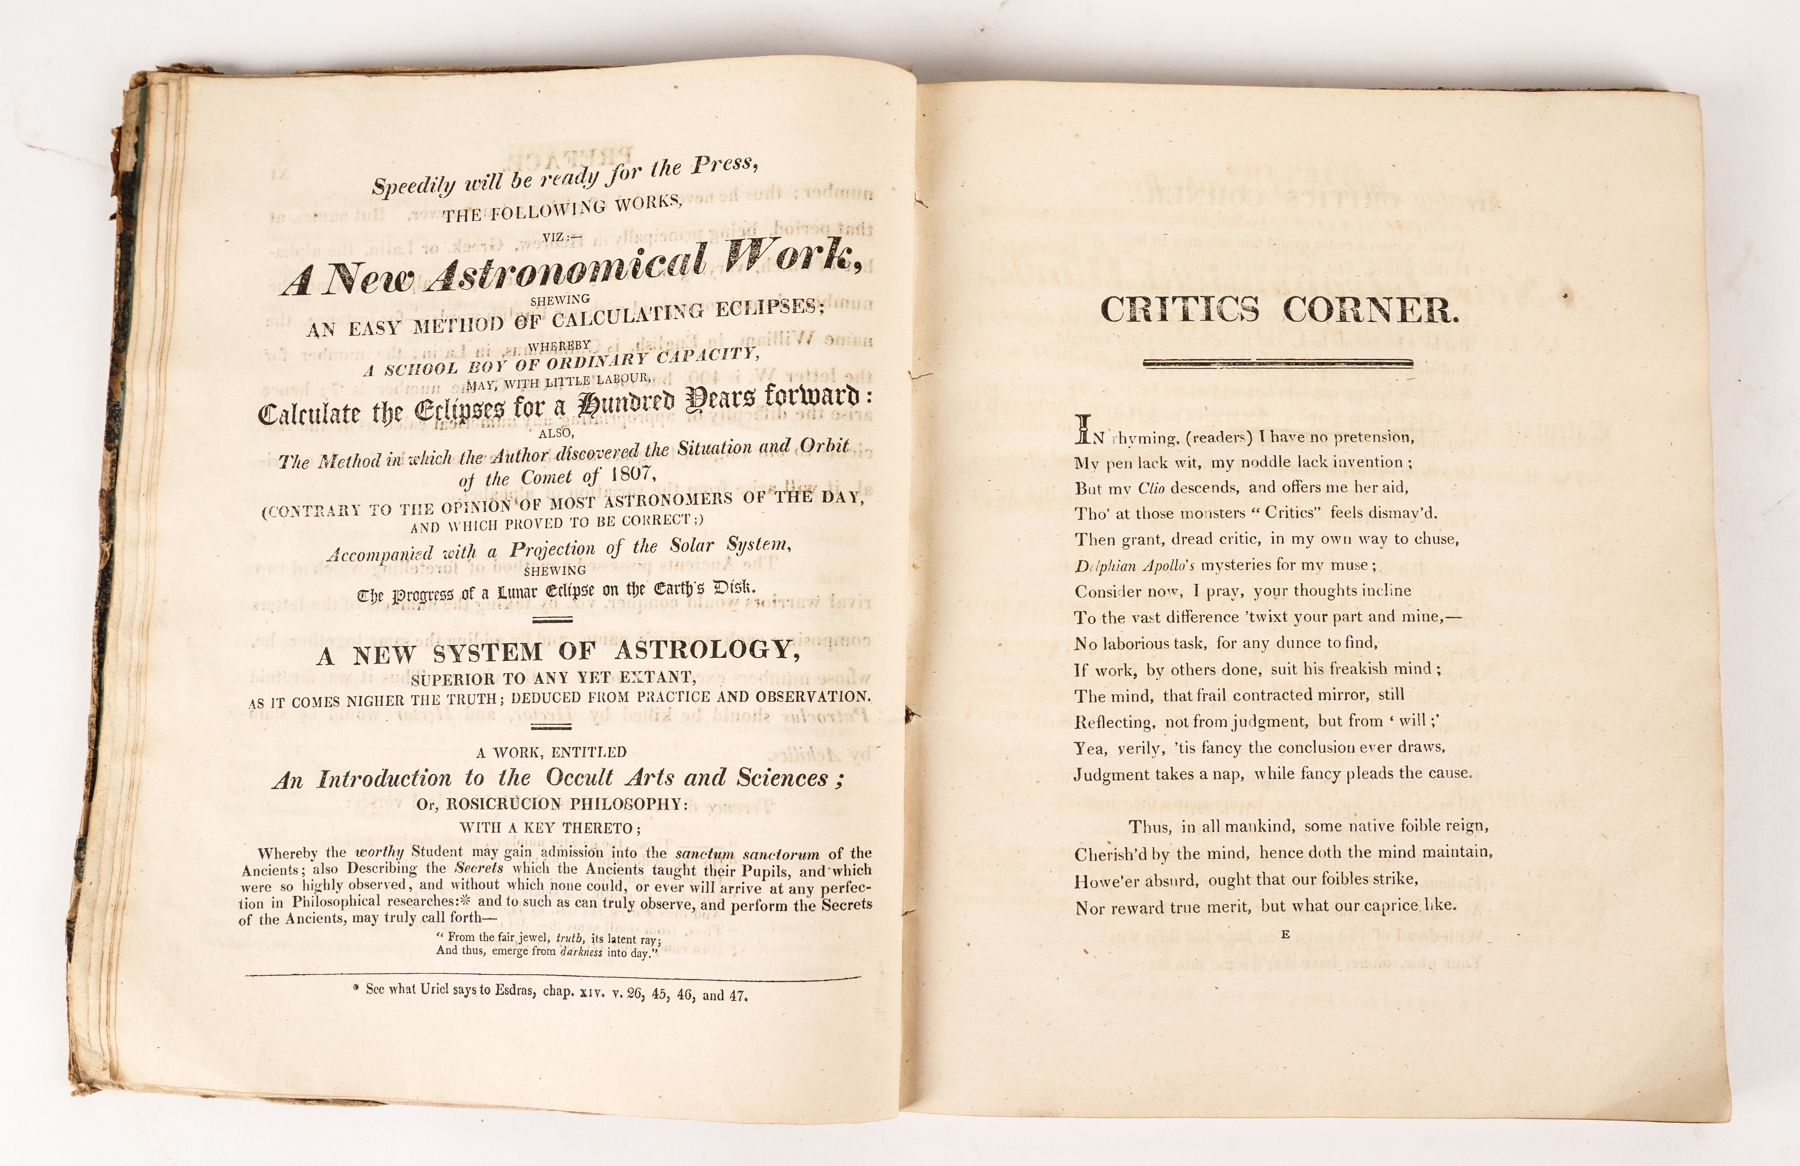 Speedily will be ready for the Press,
THE FOLLOWING WORKS,
VIZ:—
A New Astronomical Work,
SHEWING
AN EASY METHOD OF CALCULATING ECLIPSES;
WHEREBY
A SCHOOL BOY OF ORDINARY CAPACITY,
MAY, WITH LITTLE LABOUR,
Calculate the Eclipses for a Hundred Years forward:
ALSO,
The Method in which the Author discovered the Situation and Orbit
of the Comet of 1807,
(CONTRARY TO THE OPINION OF MOST ASTRONOMERS OF THE DAY,
AND WHICH PROVED TO BE CORRECT;)
Accompanied with a Projection of the Solar System,
SHEWING
The Progress of a Lunar Eclipse on the Earth's Disk.
A NEW SYSTEM OF ASTROLOGY,
SUPERIOR TO ANY YET EXTANT,
AS IT COMES NIGHER THE TRUTH; DEDUCED FROM PRACTICE AND OBSERVATION.
A WORK, ENTITLED
An Introduction to the Occult Arts and Sciences;
Or, ROSICRUCION PHILOSOPHY:
WITH A KEY THERETO;
Whereby the worthy Student may gain admission into the sanctum sanctorum of the
Ancients; also Describing the Secrets which the Ancients taught their Pupils, and which
were so highly observed, and without which none could, or ever will arrive at any perfec-
tion in Philosophical researches:* and to such as can truly observe, and perform the Secrets
of the Ancients, may truly call forth—
“ From the fair jewel, truth, its latent ray;
And thus, emerge from darkness into day.”
* See what Uriel says to Esdras, chap. XIV. v. 26, 45, 46, and 47.
CRITICS CORNER.
IN rhyming, (readers) I have no pretension,
My pen lack wit, my noddle lack invention;
But my Clio descends, and offers me her aid,
Tho' at those monsters “ Critics” feels dismay'd.
Then grant, dread critic, in my own way to chuse,
Delphian Apollo's mysteries for my muse;
Consider now, I pray, your thoughts incline
To the vast difference 'twixt your part and mine,—
No laborious task, for any dunce to find,
If work, by others done, suit his freakish mind;
The mind, that frail contracted mirror, still
Reflecting, not from judgment, but from ‘ will;’
Yea, verily, 'tis fancy the conclusion ever draws,
Judgment takes a nap, while fancy pleads the cause.
Thus, in all mankind, some native foible reign,
Cherish'd by the mind, hence doth the mind maintain,
Howe'er absurd, ought that our foibles strike,
Nor reward true merit, but what our caprice like.
E